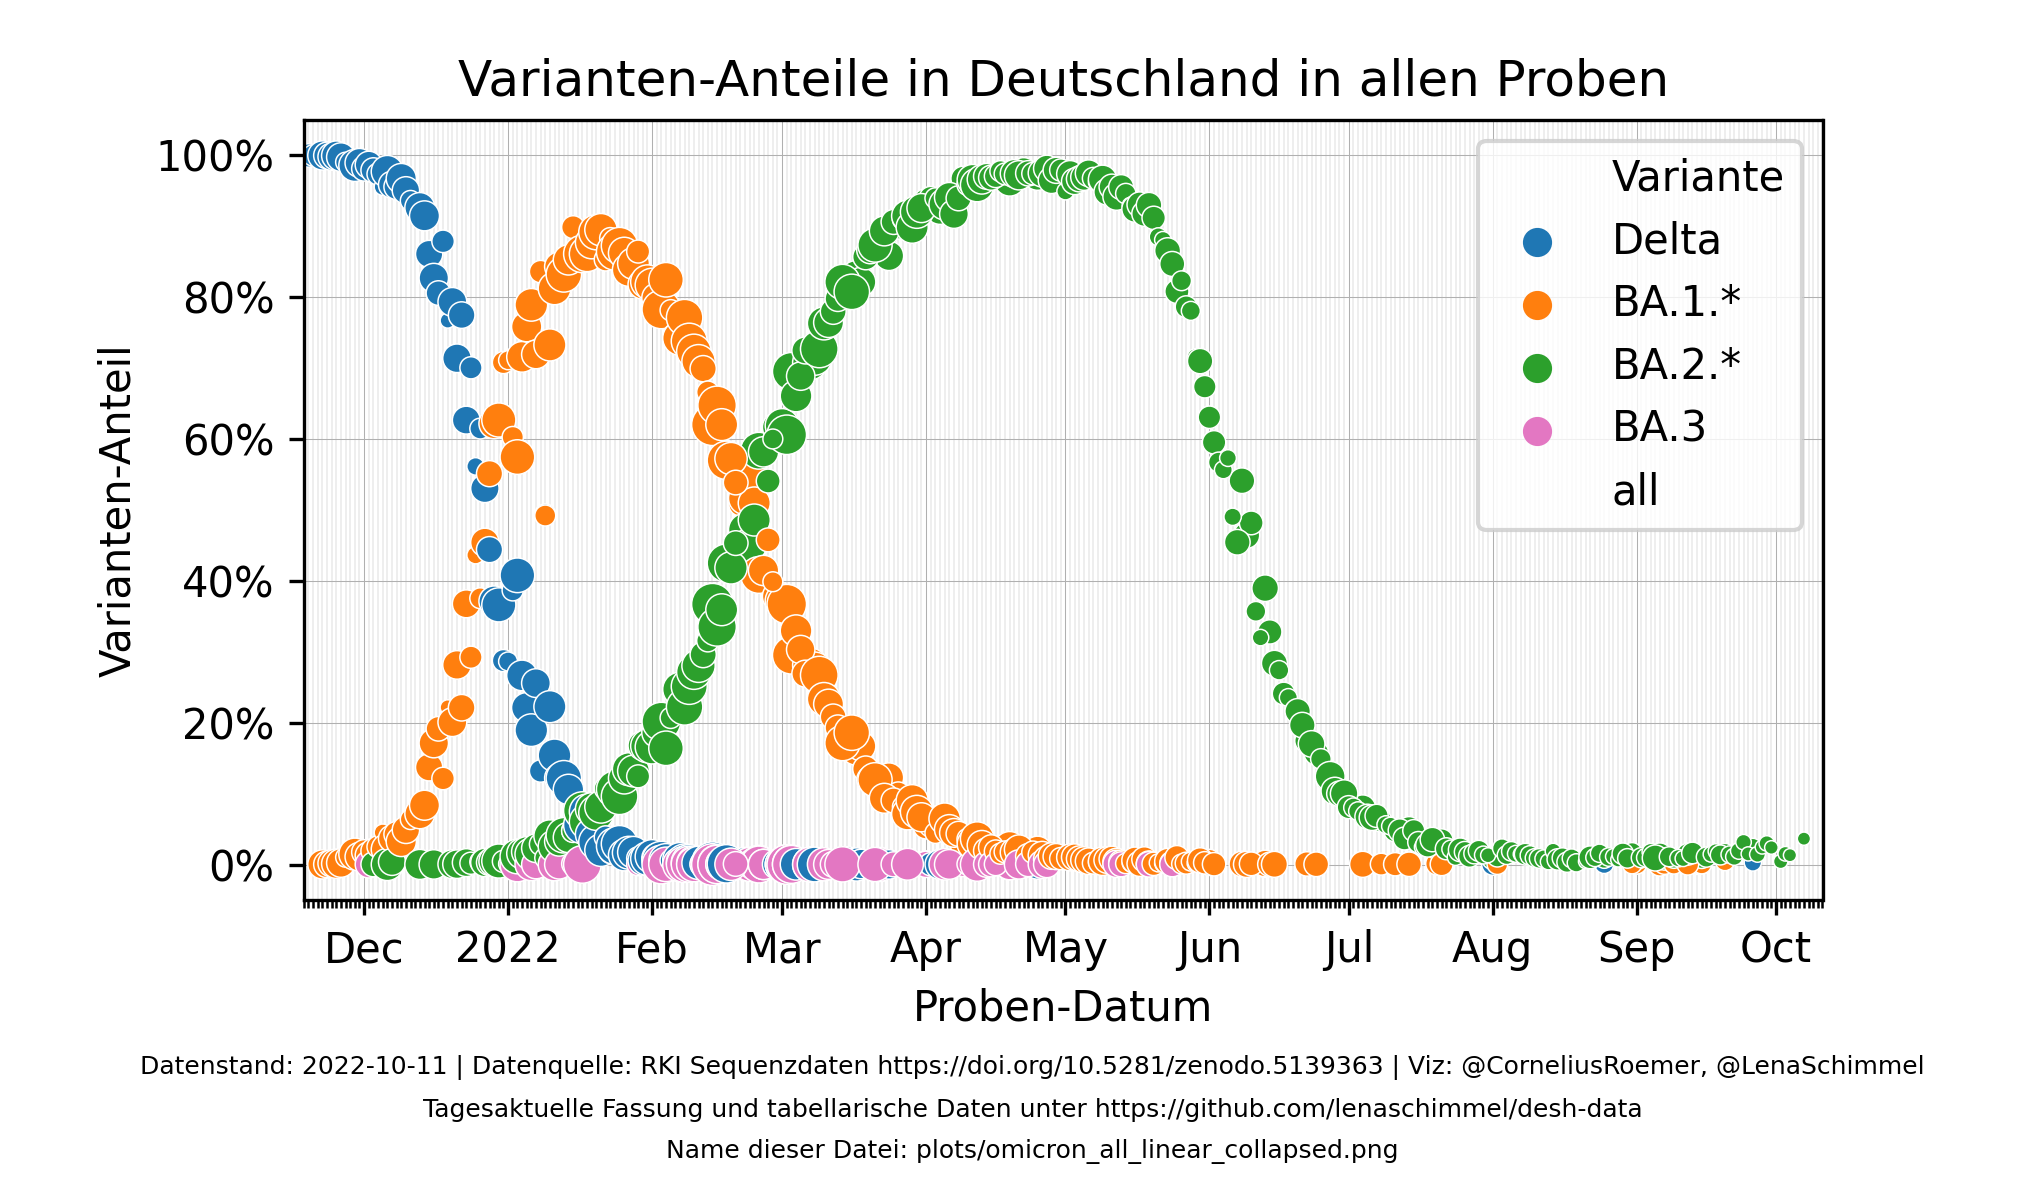 Varianten-Anteile in Deutschland in allen Proben
Varianten-Anteil
100%
80%
60%
40%
20%
0%
Variante
Delta
BA.1.*
BA.2.*
BA.3
all
Dec 2022 Feb Mar Apr May Jun Jul Aug Sep Oct
Proben-Datum
Datenstand: 2022-10-11 | Datenquelle: RKI Sequenzdaten https://doi.org/10.5281/zenodo.5139363 | Viz: @CorneliusRoemer, @LenaSchimmel
Tagesaktuelle Fassung und tabellarische Daten unter https://github.com/lenaschimmel/desh-data
Name dieser Datei: plots/omicron_all_linear_collapsed.png